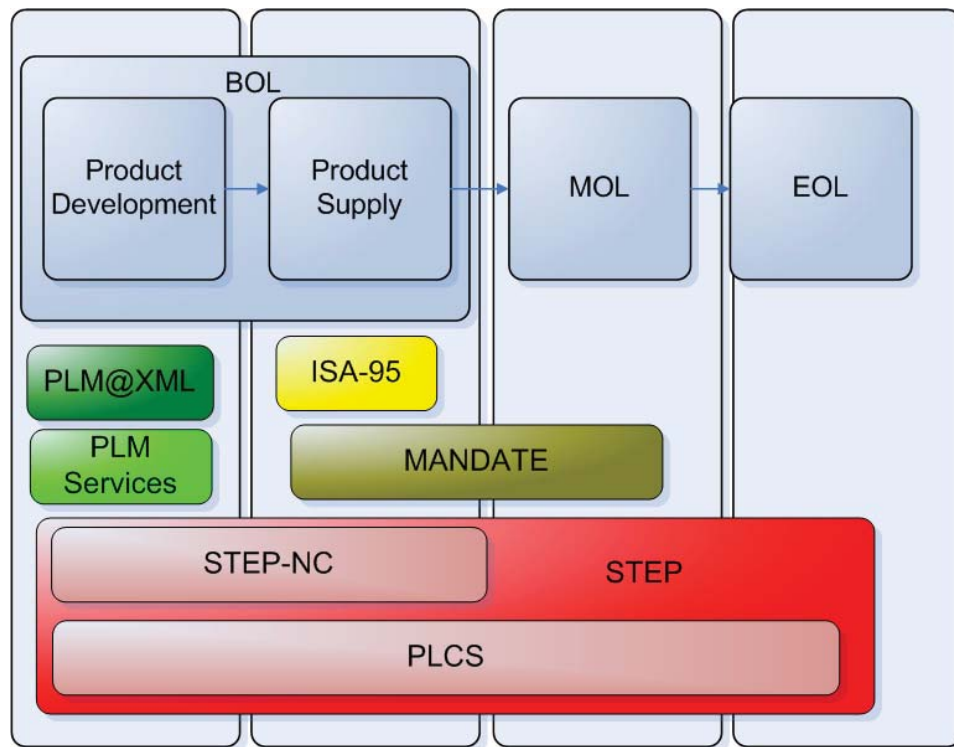 BOL
Product
Development
Product
Supply
MOL
EOL
PLM@XML
ISA-95
PLM
Services
MANDATE
STEP-NC
STEP
PLCS